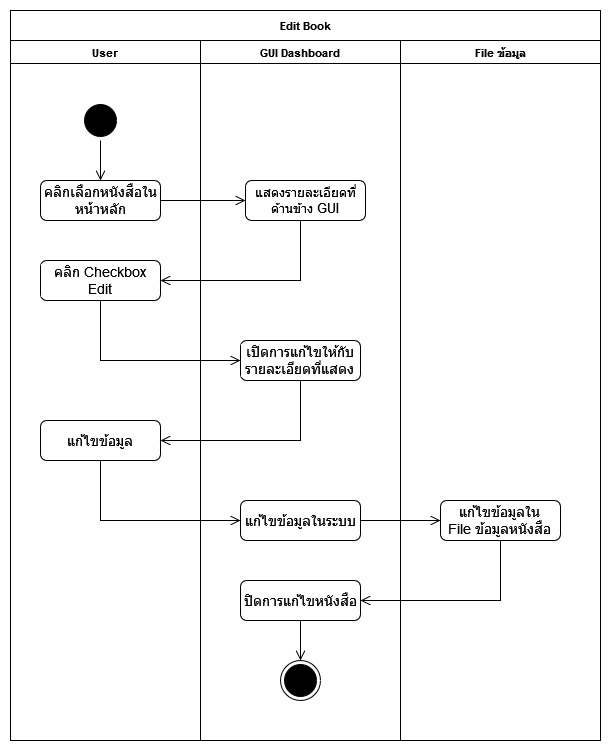 Edit Book
User
GUI Dashboard
File ข้อมูล
คลิกเลือกหนังสือใน
หน้าหลัก
แสดงรายละเอียดที่
ด้านข้าง GUI
คลิก Checkbox
Edit
เปิดการแก้ไขให้กับ
รายละเอียดที่แสดง
แก้ไขข้อมูล
แก้ไขข้อมูลในระบบ
แก้ไขข้อมูลใน
File ข้อมูลหนังสือ
ปิดการแก้ไขหนังสือ